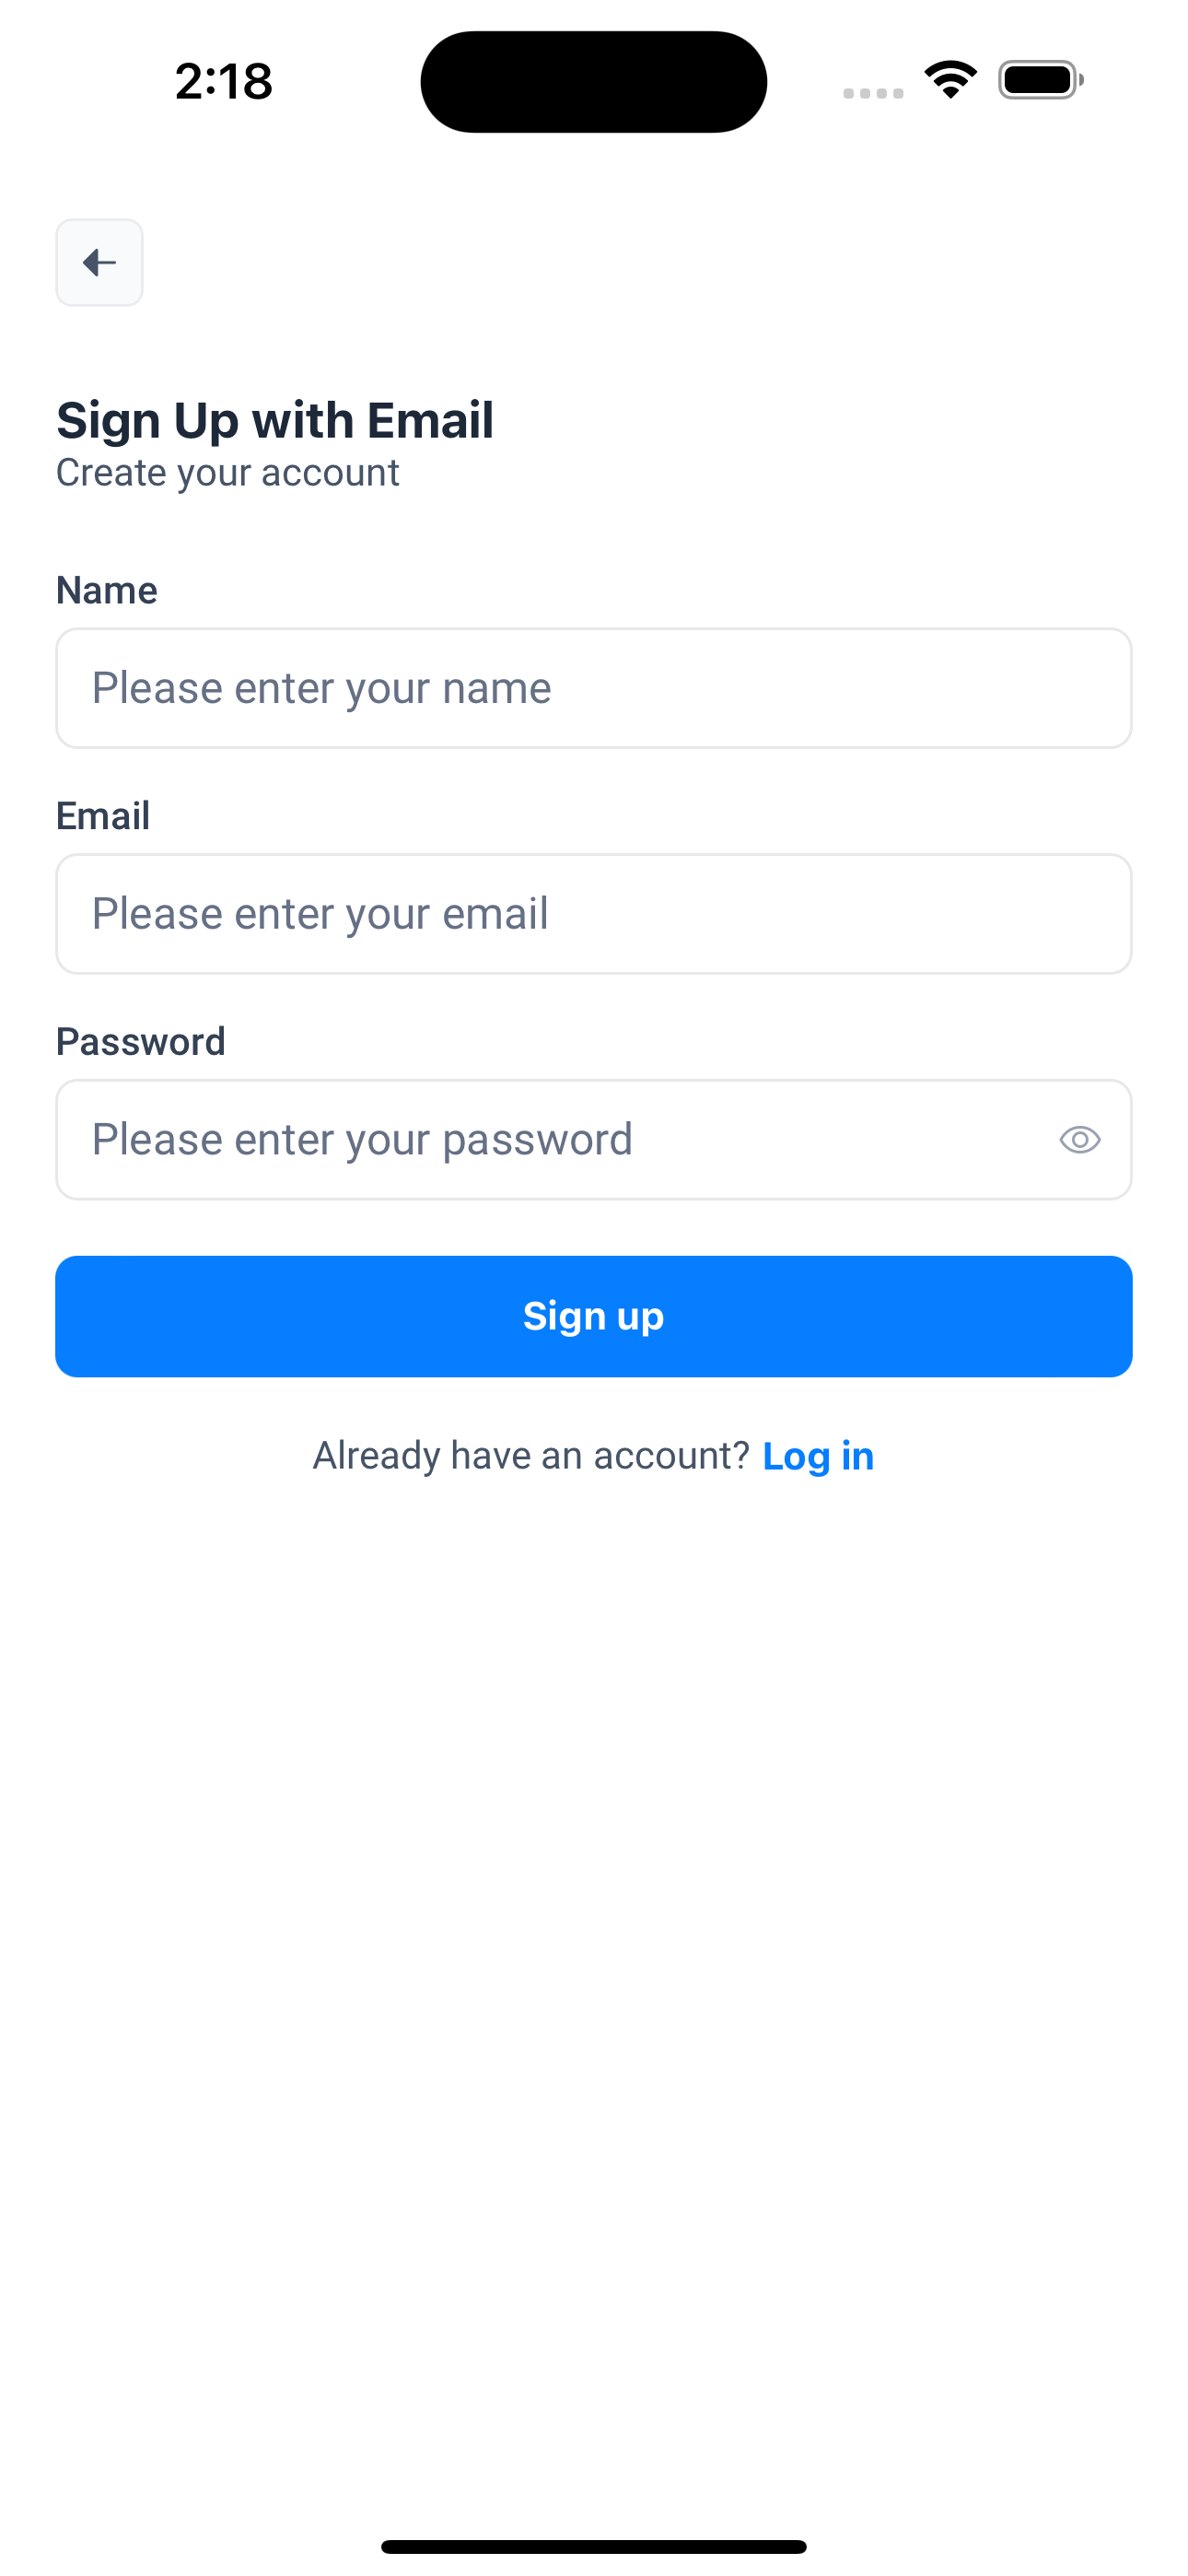 2:18
Sign Up with Email
Create your account
Name
Please enter your name
Email
Please enter your email
Password
Please enter your password
Sign up
Already have an account? Log in